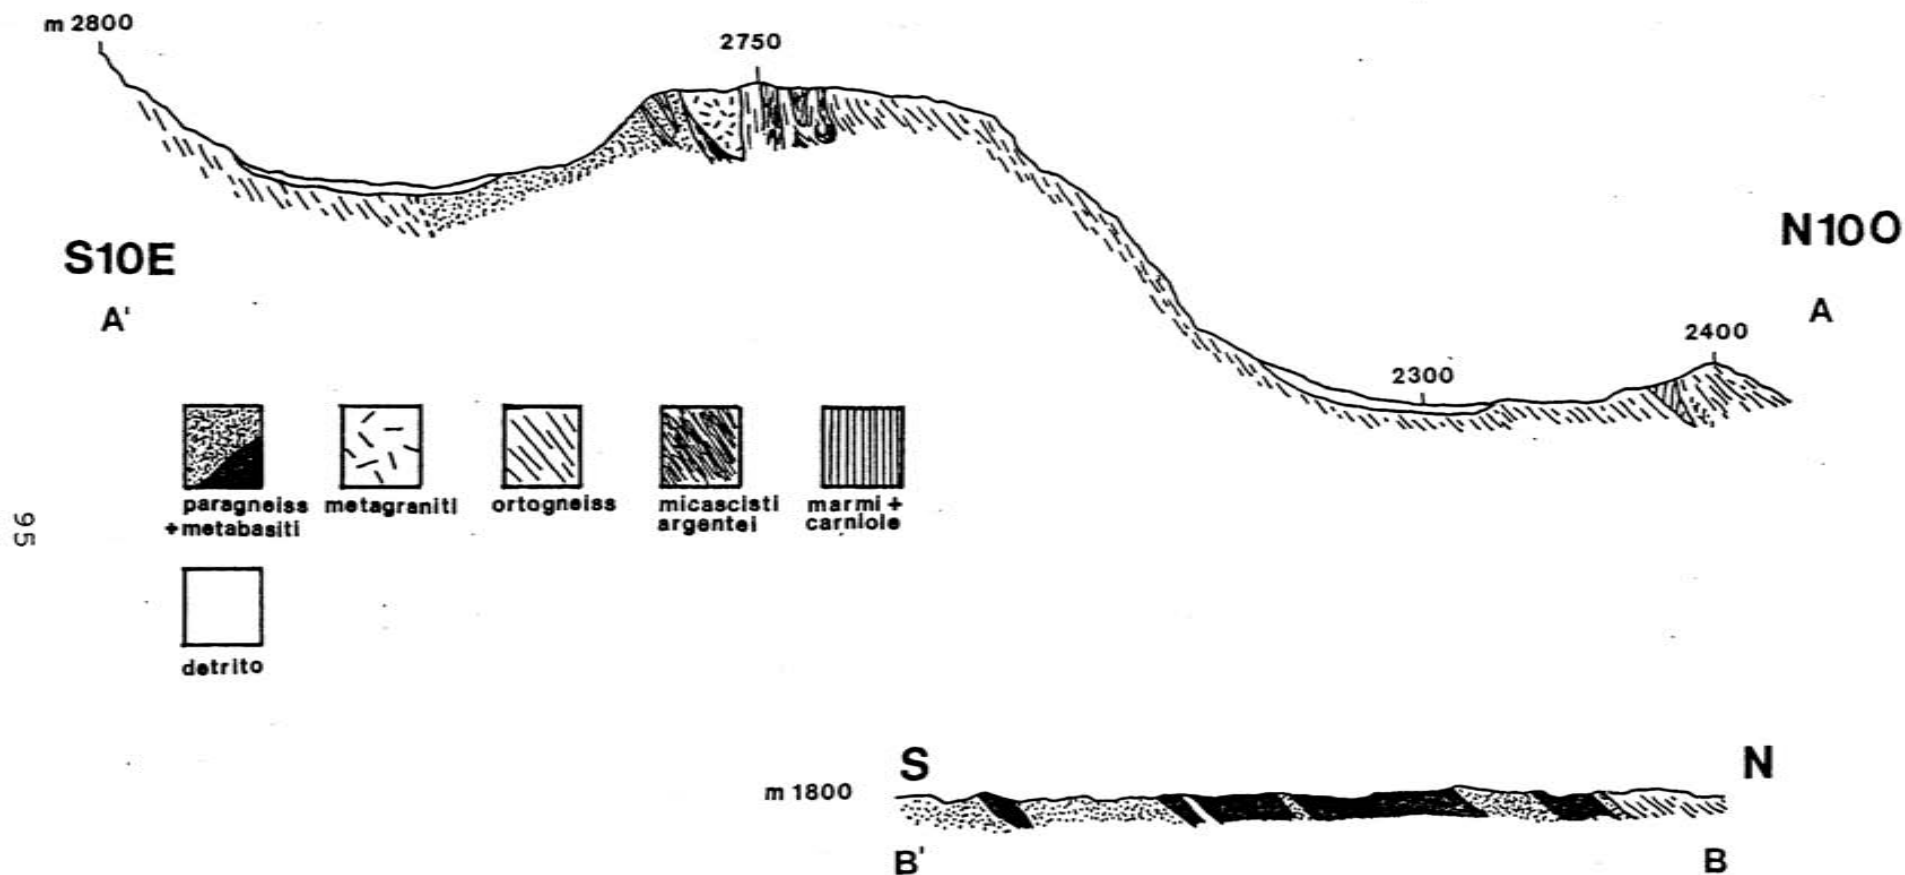 m 2800
2750
S10E
N10O
A'
A
2400
2300
paragneiss
+metabasiti
metagraniti
ortogneiss
micascisti
argentei
marmi +
carniole
95
detrito
S
N
m 1800
B'
B